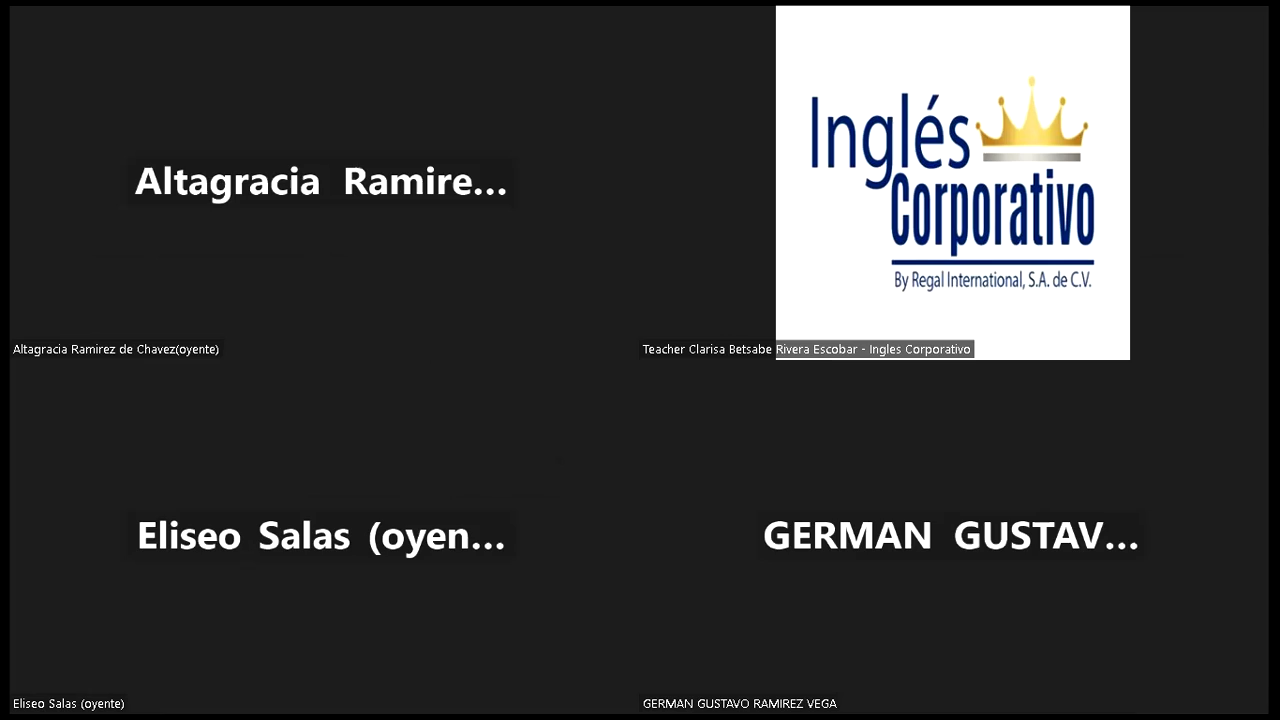 Altagracia Ramire...
Altagracia Ramirez de Chavez(oyente)
Inglés
Corporativo
By Regal International, S.A. de C.V.
Teacher Clarisa Betsabe Rivera Escobar - Ingles Corporativo
Eliseo Salas (oyen...
Eliseo Salas (oyente)
GERMAN GUSTAV...
GERMAN GUSTAVO RAMIREZ VEGA